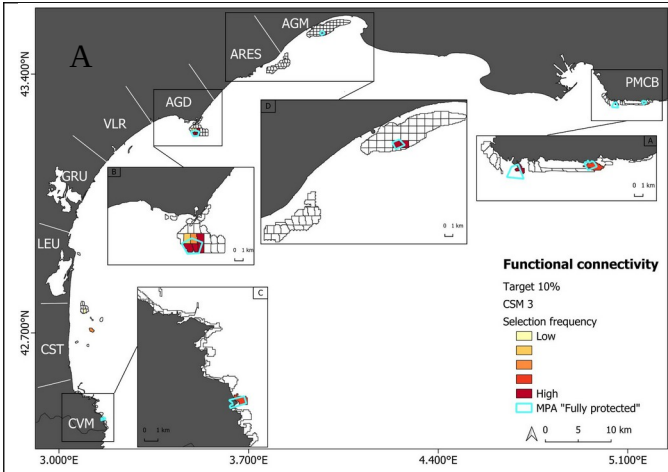 A
AGM
ARES
AGD
VLR
GRU
LEU
CST
CVM
PMCB
43.400°N
42.700°N
3.000°E
3.700°E
4.400°E
5.100°E
D
0 1 km
A
0 1 km
B
0 1 km
C
0 1 km
Functional connectivity
Target 10%
CSM 3
Selection frequency
Low
High
MPA "Fully protected"
0 5 10 km